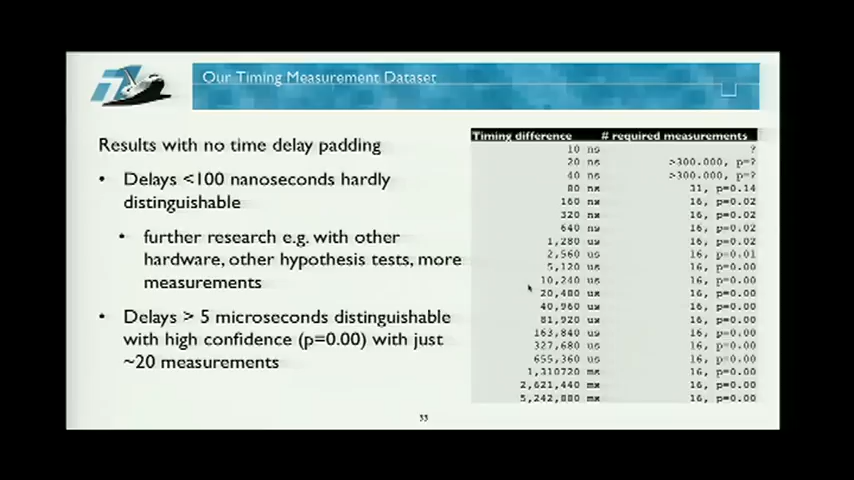 Our Timing Measurement Dataset
Results with no time delay padding
• Delays <100 nanoseconds hardly
distinguishable
• further research e.g. with other
hardware, other hypothesis tests, more
measurements
• Delays > 5 microseconds distinguishable
with high confidence (p=0.00) with just
~20 measurements
Timing difference # required measurements
10 ns ?
20 ns >300.000, p=?
40 ns >300.000, p=?
80 ns 31, p=0.14
160 ns 16, p=0.02
320 ns 16, p=0.02
640 ns 16, p=0.02
1,280 us 16, p=0.02
2,560 us 16, p=0.01
5,120 us 16, p=0.00
10,240 us 16, p=0.00
20,480 us 16, p=0.00
40,960 us 16, p=0.00
81,920 us 16, p=0.00
163,840 us 16, p=0.00
327,680 us 16, p=0.00
655,360 us 16, p=0.00
1,310720 ms 16, p=0.00
2,621,440 ms 16, p=0.00
5,242,880 ms 16, p=0.00
33